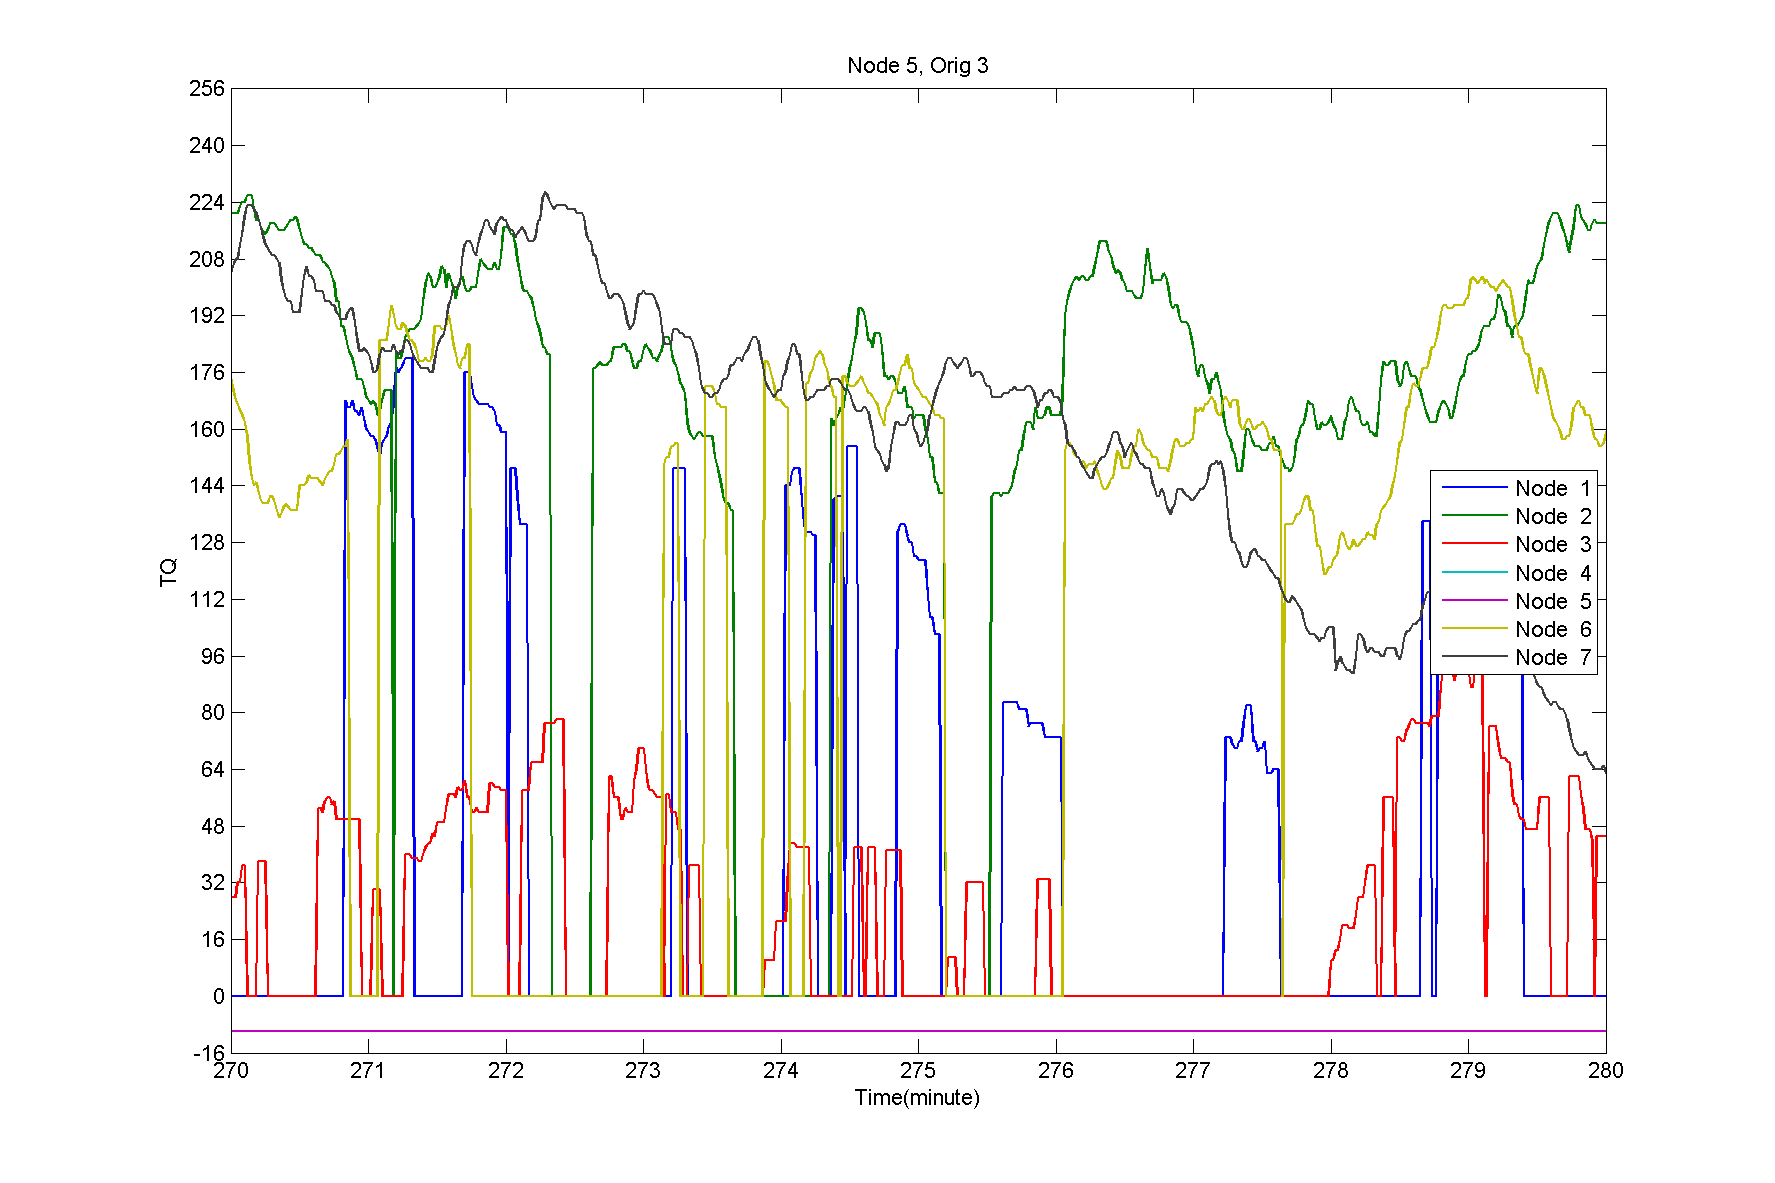 Node 5, Orig 3
256
240
224
208
192
176
160
144
128
112
96
80
64
48
32
16
0
-16
TQ
Node 1
Node 2
Node 3
Node 4
Node 5
Node 6
Node 7
270 271 272 273 274 275 276 277 278 279 280
Time(minute)